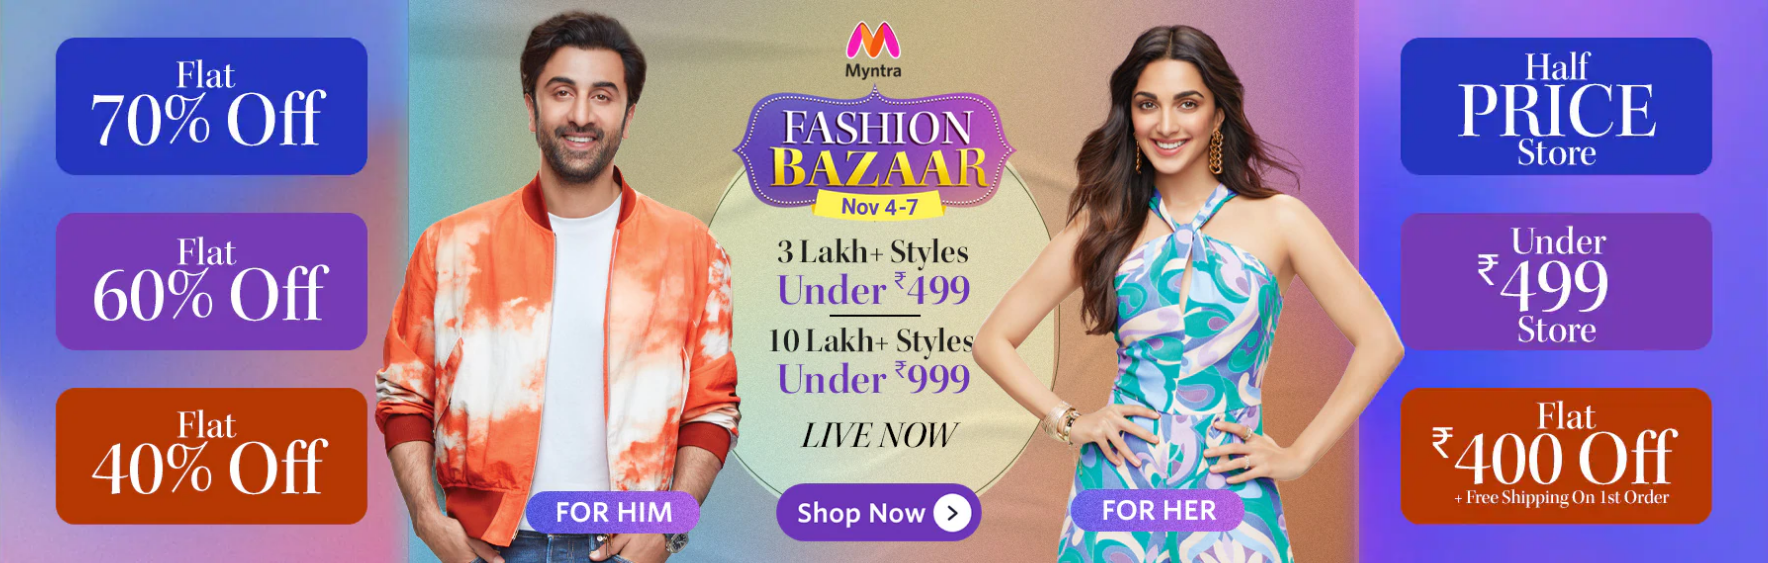 Flat
70% Off
Flat
60% Off
Flat
40% Off
Myntra
FASHION
BAZAAR
Nov 4-7
3 Lakh+ Styles
Under ₹499
10 Lakh+ Styles
Under ₹999
LIVE NOW
FOR HIM
Shop Now
FOR HER
Half
PRICE
Store
Under
₹499
Store
Flat
₹400 Off
+ Free Shipping On 1st Order